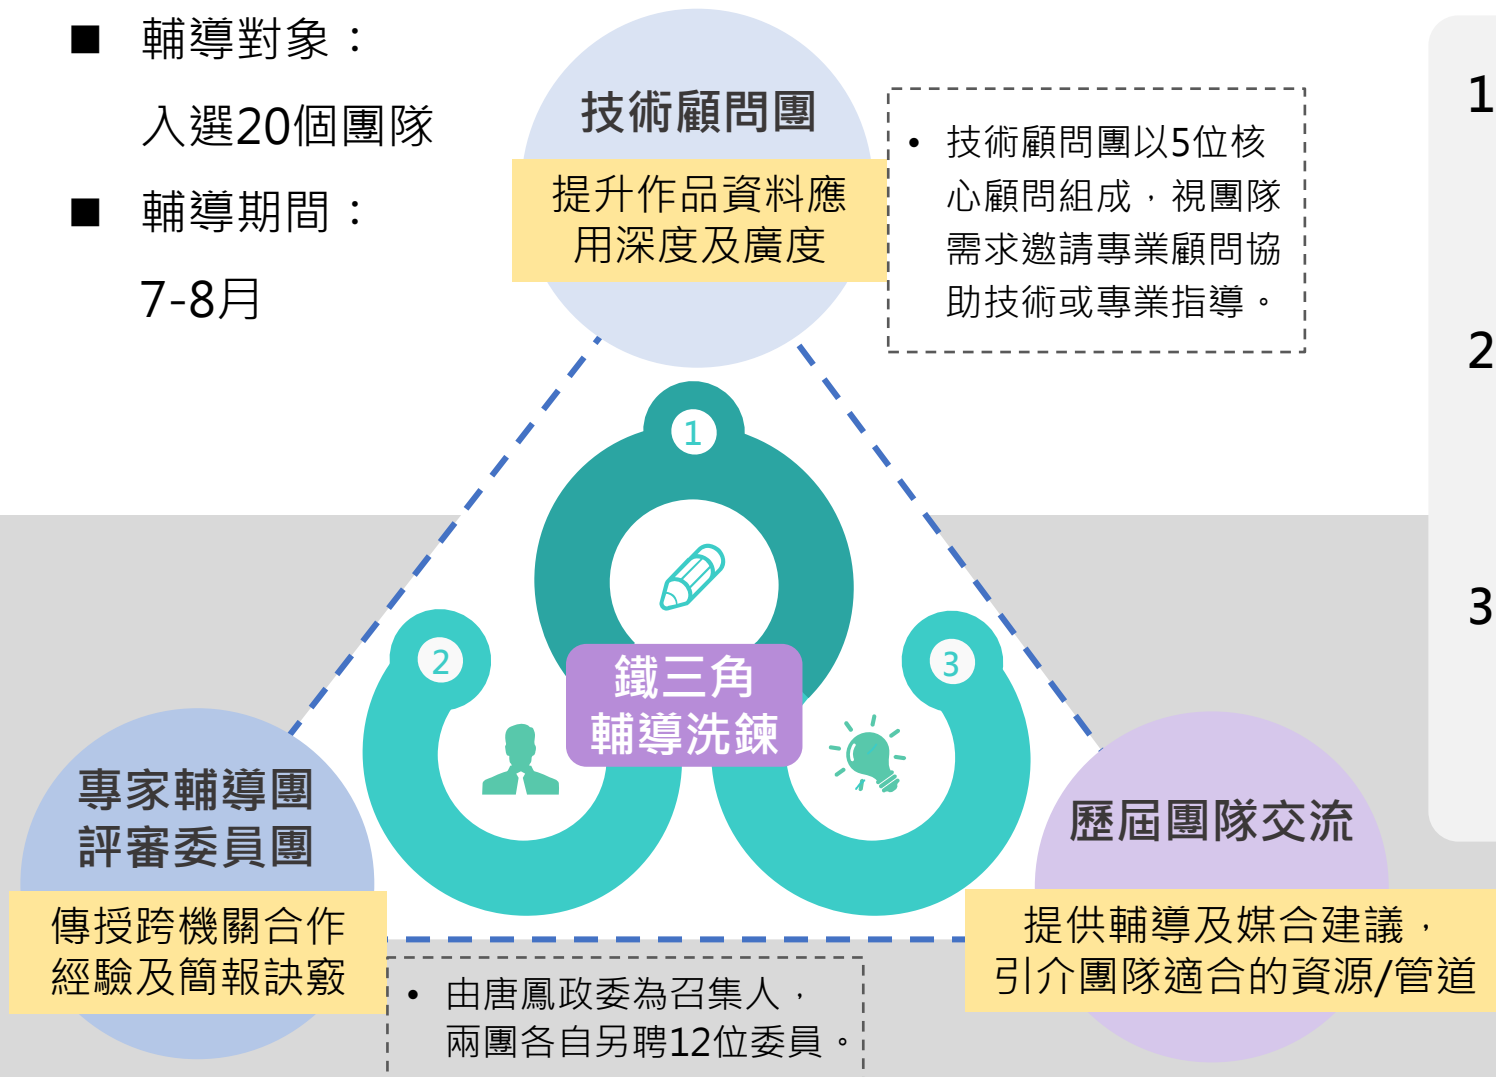 ■ 輔導對象：
入選20個團隊
■ 輔導期間：
7-8月
技術顧問團
提升作品資料應
用深度及廣度
• 技術顧問團以5位核
心顧問組成，視團隊
需求邀請專業顧問協
助技術或專業指導。
1
2
3
1
2
3
鐵三角
輔導洗鍊
專家輔導團
評審委員團
傳授跨機關合作
經驗及簡報訣竅
• 由唐鳳政委為召集人，
兩團各自另聘12位委員。
歷屆團隊交流
提供輔導及媒合建議，
引介團隊適合的資源/管道